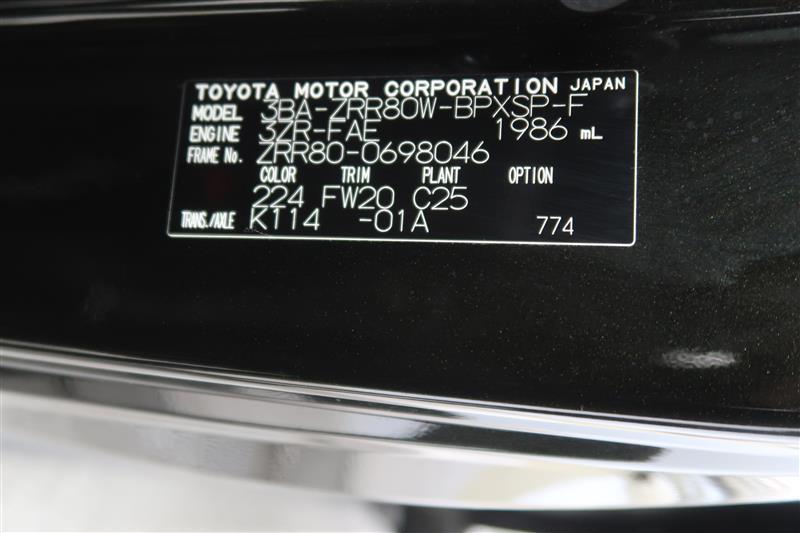 TOYOTA MOTOR CORPORATION JAPAN
MODEL 3BA-ZRR80W-BPXSP-F
ENGINE 3ZR-FAE 1986 mL
FRAME No. ZRR80-0698046
COLOR TRIM PLANT OPTION
224 FW20 C25
TRANS./AXLE K114 -01A 774